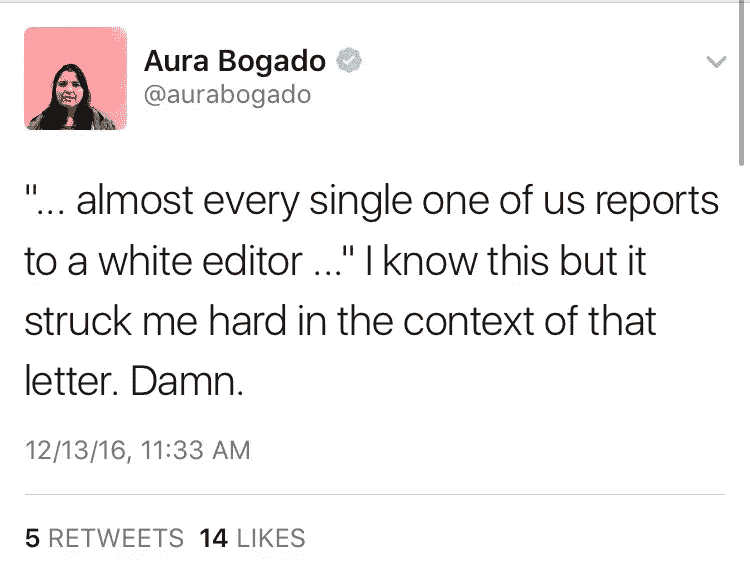 Aura Bogado
@aurabogado
"... almost every single one of us reports
to a white editor ..." I know this but it
struck me hard in the context of that
letter. Damn.
12/13/16, 11:33 AM
5 RETWEETS 14 LIKES